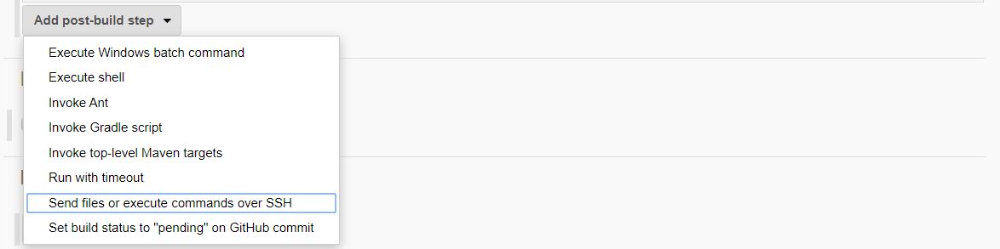 Add post-build step
Execute Windows batch command
Execute shell
Invoke Ant
Invoke Gradle script
Invoke top-level Maven targets
Run with timeout
Send files or execute commands over SSH
Set build status to "pending" on GitHub commit